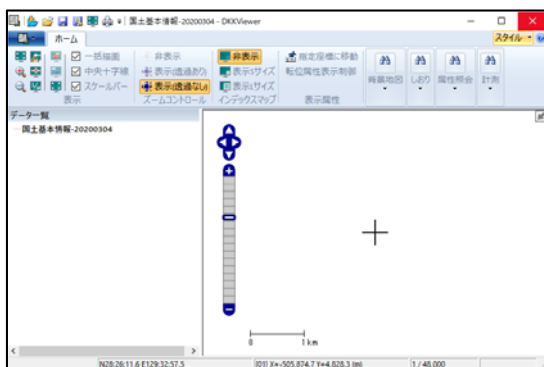 国土基本情報-20200304 - DKXViewer
スタイル
ホーム
一括描画
中央十字線
スケールバー
表示
非表示
表示(透過あり)
表示(透過なし)
ズームコントロール
非表示
表示Sサイズ
表示Lサイズ
インデックスマップ
指定座標に移動
転位属性表示制御
表示属性
背景地図
しおり
属性照会
計測
データ一覧
国土基本情報-20200304
0 1 km
N28:26:11.6 E129:32:57.5
[01] X=-505,874.7 Y=4,828.3 (m)
1 / 48,000